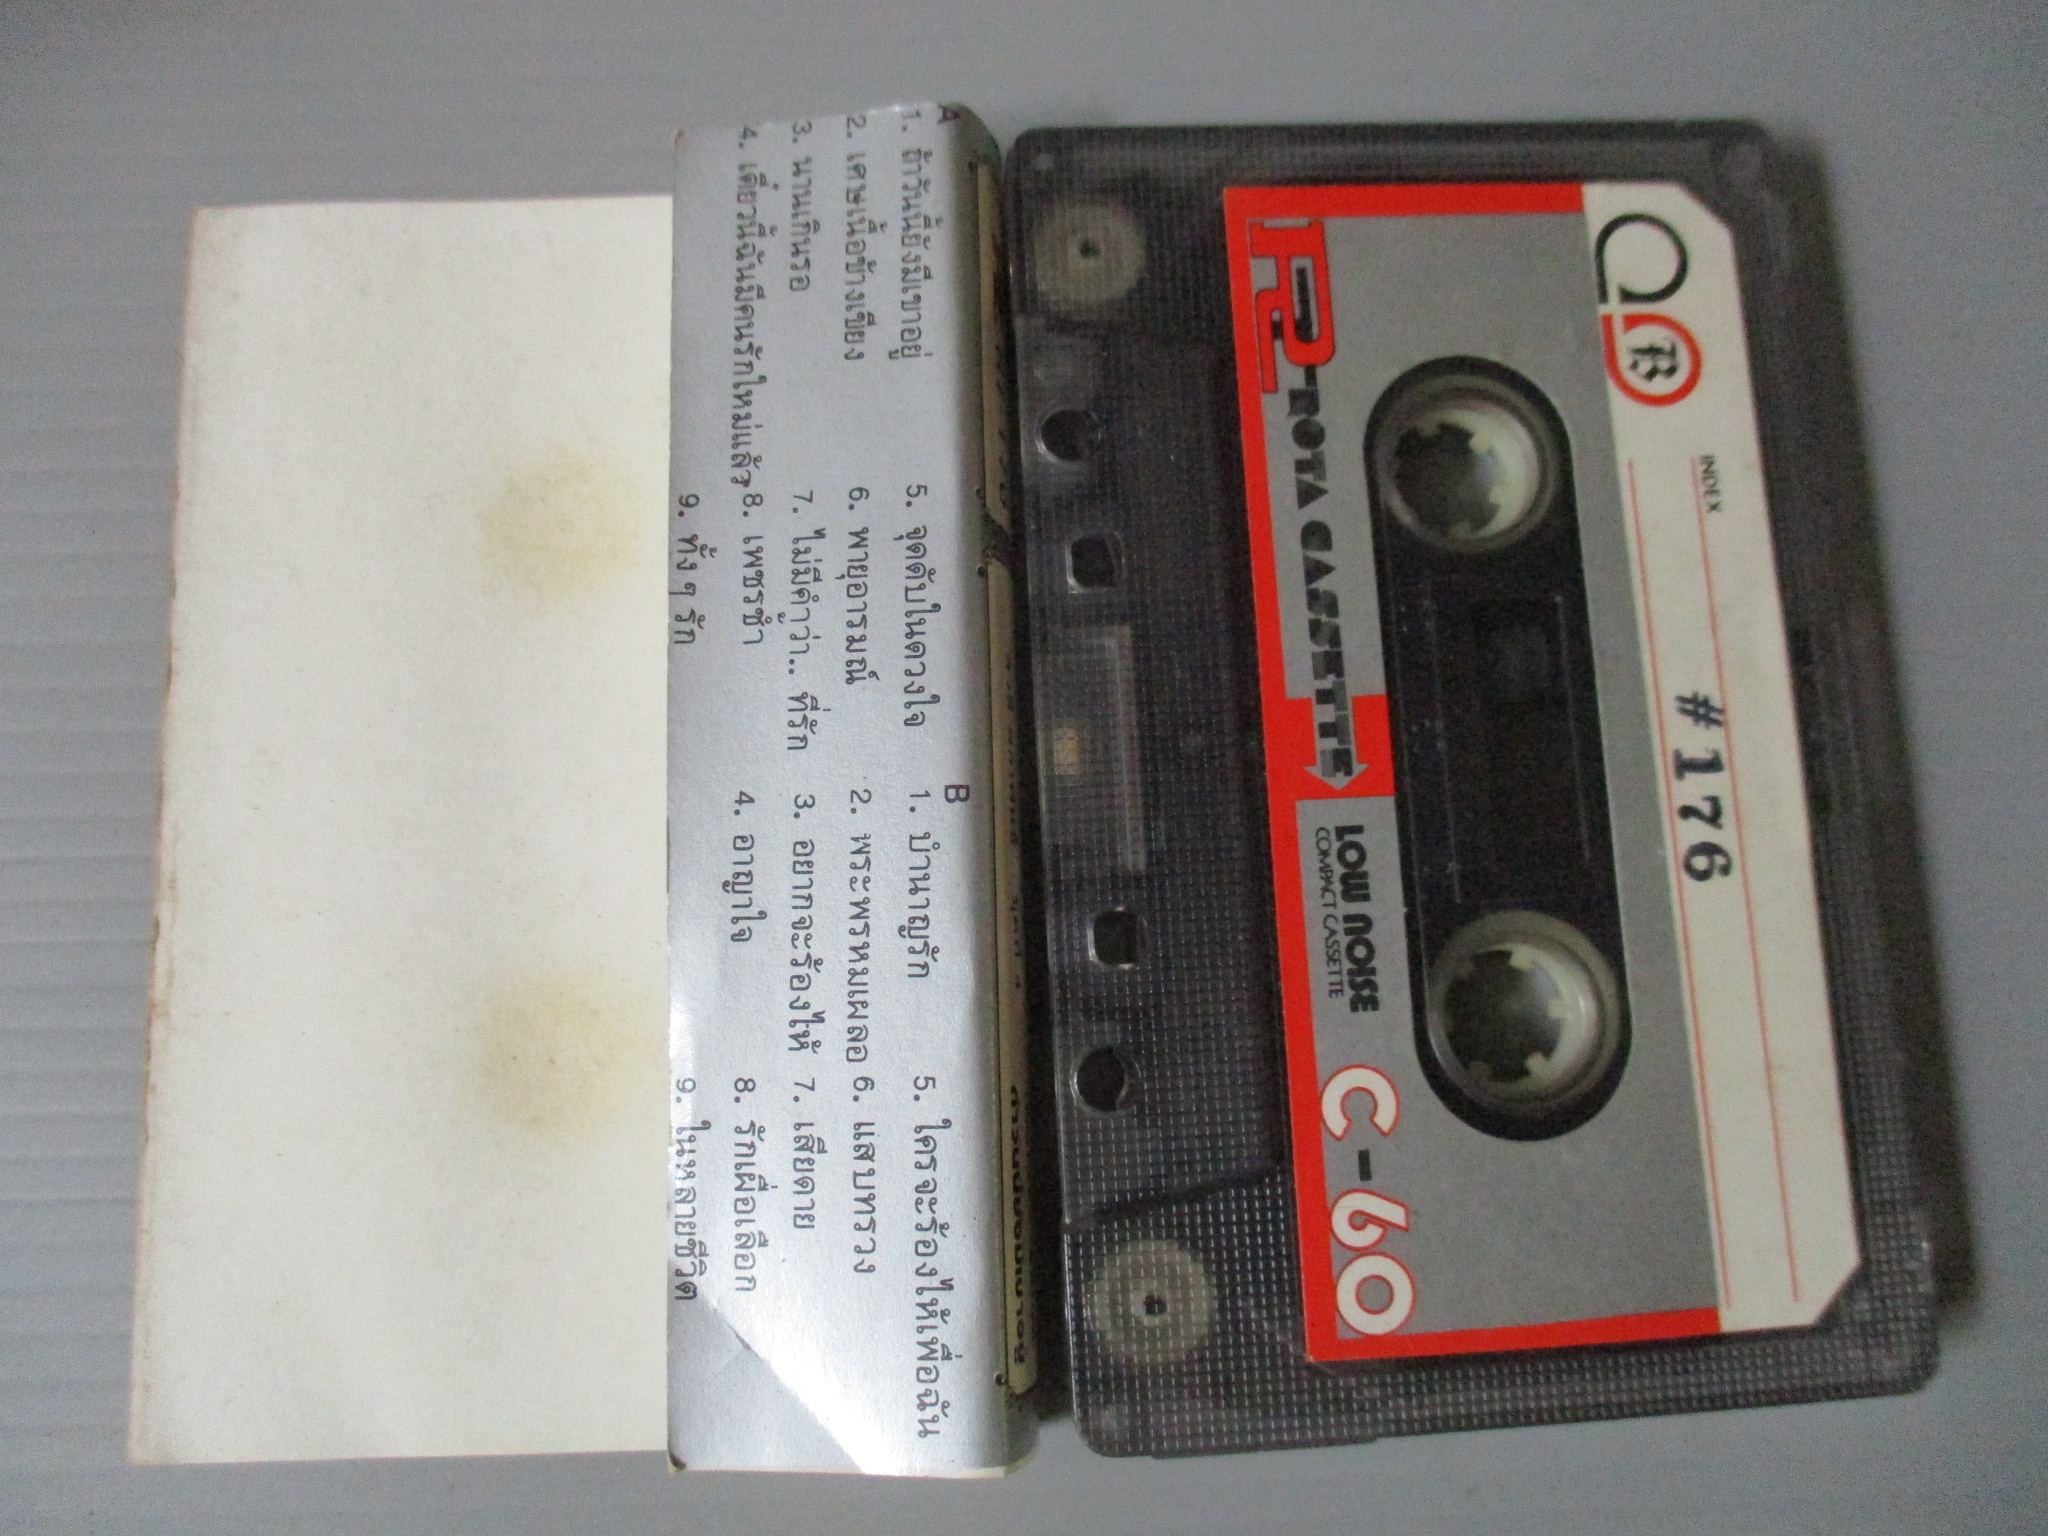 A
1. ถ้าวันนี้ยังมีเขาอยู่
2. เศษเนื้อข้างเขียง
3. นานเกินรอ
4. เดี๋ยวนี้ฉันมีคนรักใหม่แล้ว
5. จุดดับในดวงใจ
6. พายุอารมณ์
7. ไม่มีคำว่า.. ที่รัก
8. เพชรช้ำ
9. ทั้งๆ รัก
B
1. บำนาญรัก
2. พระพรหมเผลอ
3. อยากจะร้องไห้
4. อาญาใจ
5. ใครจะร้องไห้เพื่อฉัน
6. แสบทรวง
7. เสียดาย
8. รักเผื่อเลือก
9. ในหลายชีวิต
B
INDEX
#176
PROTA CASSETTE
LOW NOISE
COMPACT CASSETTE
C-60